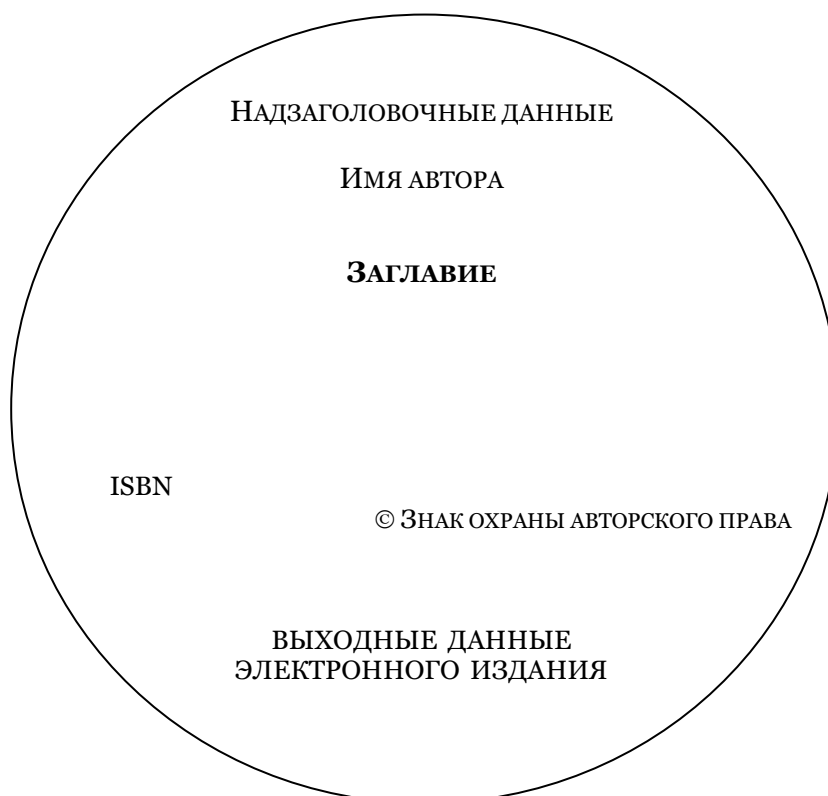 НАДЗАГОЛОВОЧНЫЕ ДАННЫЕ
ИМЯ АВТОРА
ЗАГЛАВИЕ
ISBN
© ЗНАК ОХРАНЫ АВТОРСКОГО ПРАВА
ВЫХОДНЫЕ ДАННЫЕ
ЭЛЕКТРОННОГО ИЗДАНИЯ